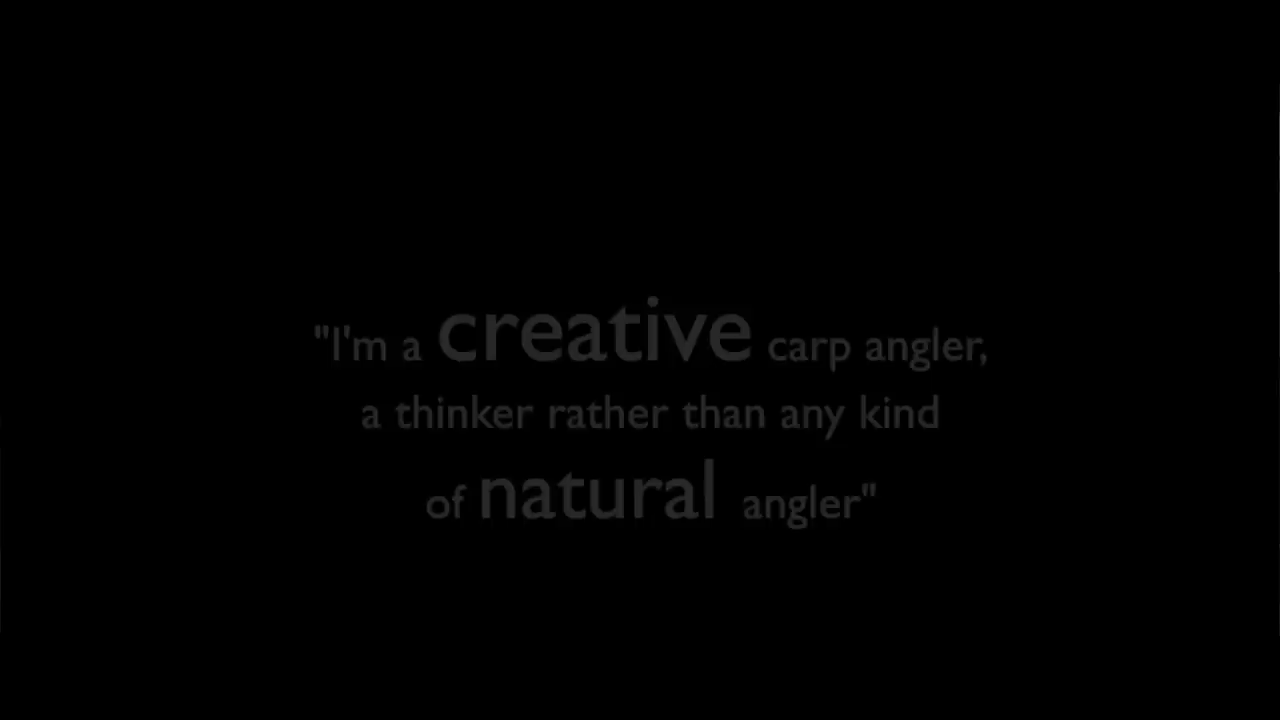 "I'm a creative carp angler,
a thinker rather than any kind
of natural angler"